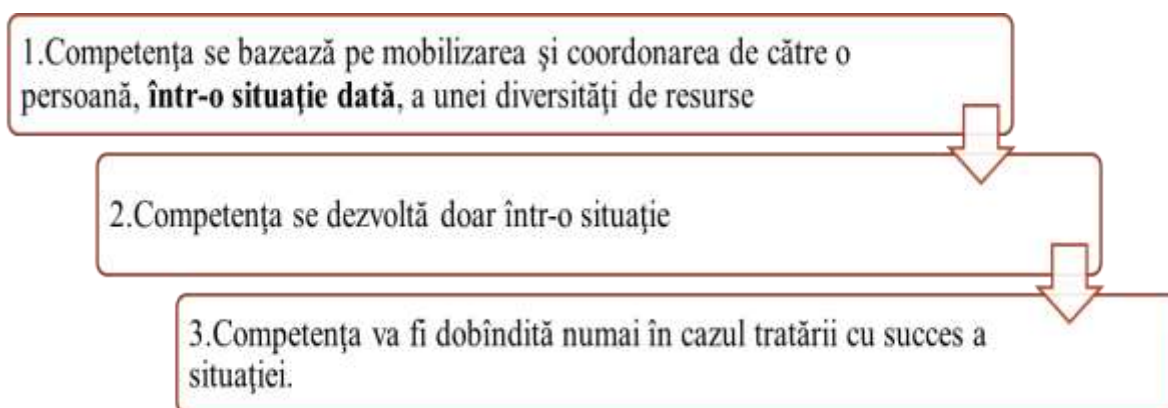 1.Competenţa se bazează pe mobilizarea şi coordonarea de către o
persoană, într-o situaţie dată, a unei diversităţi de resurse
2.Competenţa se dezvoltă doar într-o situaţie
3.Competenţa va fi dobîndită numai în cazul tratării cu succes a
situaţiei.